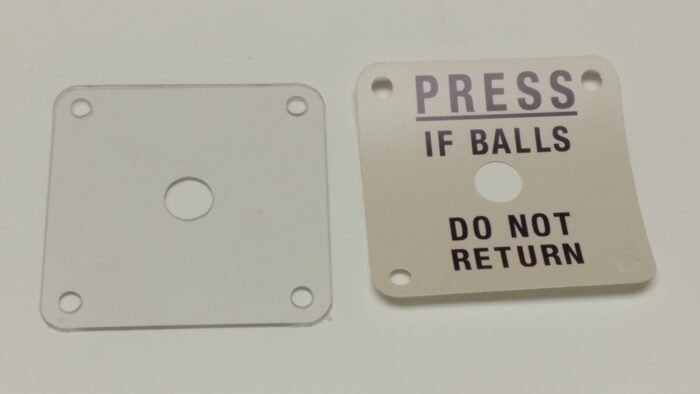 PRESS
IF BALLS
DO NOT
RETURN